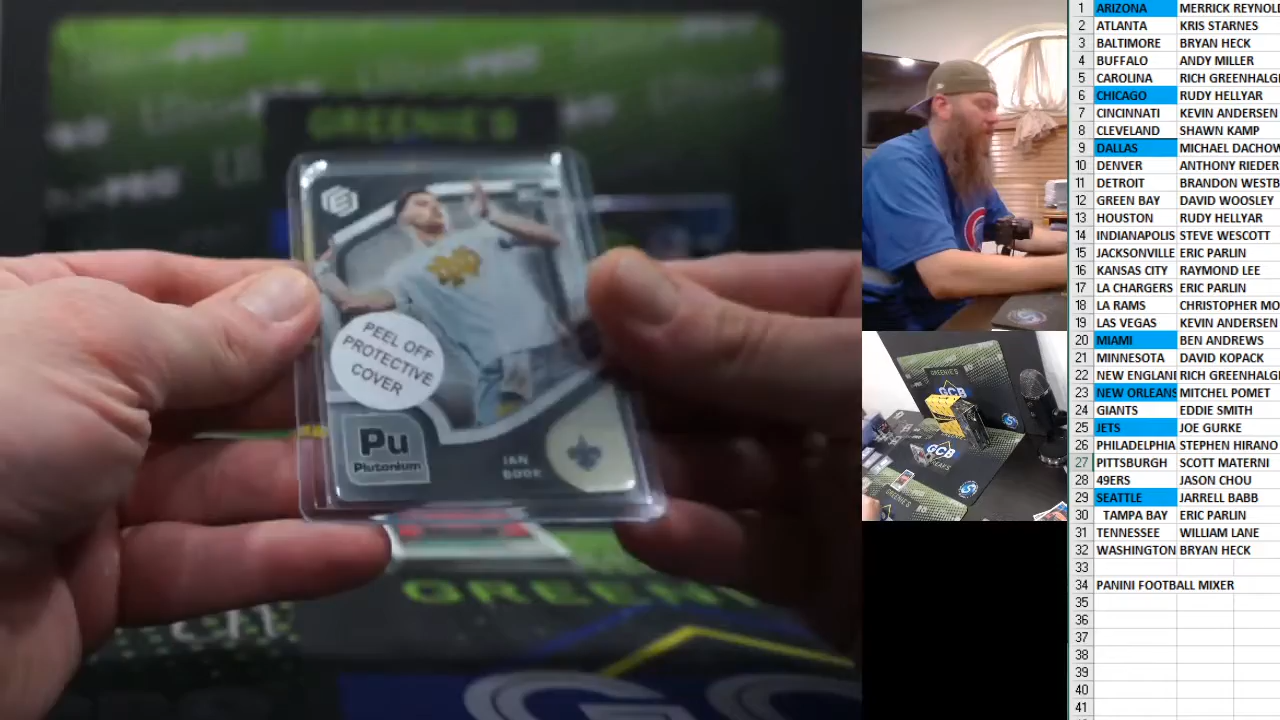 GREENIE'S
PEEL OFF
PROTECTIVE
COVER
Pu
Plutonium
IAN
BOOK
GREENIE
GREENIE'S
GCB
GCB
1 ARIZONA MERRICK REYNOL
2 ATLANTA KRIS STARNES
3 BALTIMORE BRYAN HECK
4 BUFFALO ANDY MILLER
5 CAROLINA RICH GREENHALG
6 CHICAGO RUDY HELLYAR
7 CINCINNATI KEVIN ANDERSEN
8 CLEVELAND SHAWN KAMP
9 DALLAS MICHAEL DACHOW
10 DENVER ANTHONY RIEDER
11 DETROIT BRANDON WESTB
12 GREEN BAY DAVID WOOSLEY
13 HOUSTON RUDY HELLYAR
14 INDIANAPOLIS STEVE WESCOTT
15 JACKSONVILLE ERIC PARLIN
16 KANSAS CITY RAYMOND LEE
17 LA CHARGERS ERIC PARLIN
18 LA RAMS CHRISTOPHER MO
19 LAS VEGAS KEVIN ANDERSEN
20 MIAMI BEN ANDREWS
21 MINNESOTA DAVID KOPACK
22 NEW ENGLAND RICH GREENHALG
23 NEW ORLEANS MITCHEL POMET
24 GIANTS EDDIE SMITH
25 JETS JOE GURKE
26 PHILADELPHIA STEPHEN HIRANO
27 PITTSBURGH SCOTT MATERNI
28 49ERS JASON CHOU
29 SEATTLE JARRELL BABB
30 TAMPA BAY ERIC PARLIN
31 TENNESSEE WILLIAM LANE
32 WASHINGTON BRYAN HECK
33
34 PANINI FOOTBALL MIXER
35
36
37
38
39
40
41